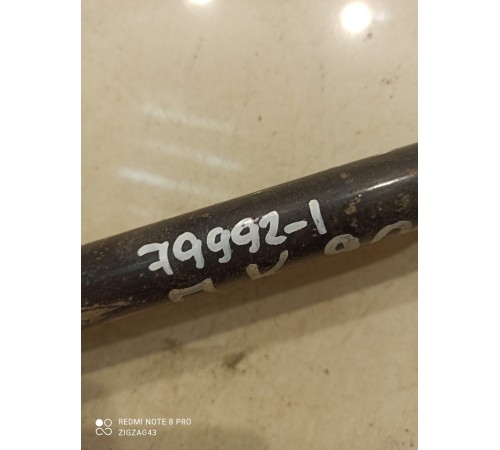 79992-1
REDMI NOTE 8 PRO
ZIGZAG43